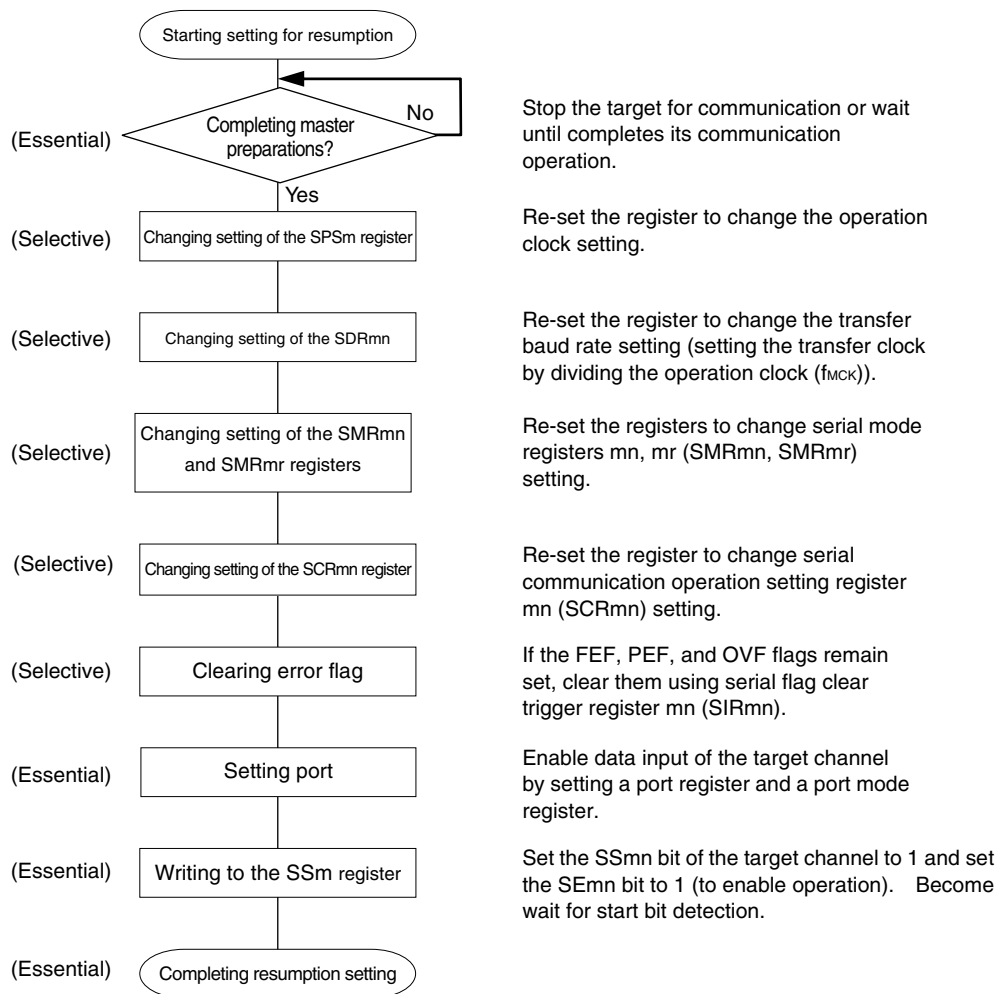 Starting setting for resumption
(Essential)
Completing master
preparations?
No
Yes
Stop the target for communication or wait
until completes its communication
operation.
(Selective)
Changing setting of the SPSm register
Re-set the register to change the operation
clock setting.
(Selective)
Changing setting of the SDRmn
Re-set the register to change the transfer
baud rate setting (setting the transfer clock
by dividing the operation clock (fMCK)).
(Selective)
Changing setting of the SMRmn
and SMRmr registers
Re-set the registers to change serial mode
registers mn, mr (SMRmn, SMRmr)
setting.
(Selective)
Changing setting of the SCRmn register
Re-set the register to change serial
communication operation setting register
mn (SCRmn) setting.
(Selective)
Clearing error flag
If the FEF, PEF, and OVF flags remain
set, clear them using serial flag clear
trigger register mn (SIRmn).
(Essential)
Setting port
Enable data input of the target channel
by setting a port register and a port mode
register.
(Essential)
Writing to the SSm register
Set the SSmn bit of the target channel to 1 and set
the SEmn bit to 1 (to enable operation). Become
wait for start bit detection.
(Essential)
Completing resumption setting